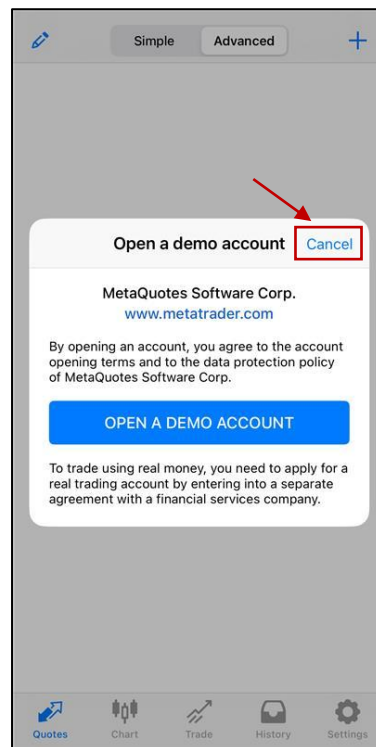 Simple Advanced
Open a demo account Cancel
MetaQuotes Software Corp.
www.metatrader.com
By opening an account, you agree to the account
opening terms and to the data protection policy
of MetaQuotes Software Corp.
OPEN A DEMO ACCOUNT
To trade using real money, you need to apply for a
real trading account by entering into a separate
agreement with a financial services company.
Quotes Chart Trade History Settings